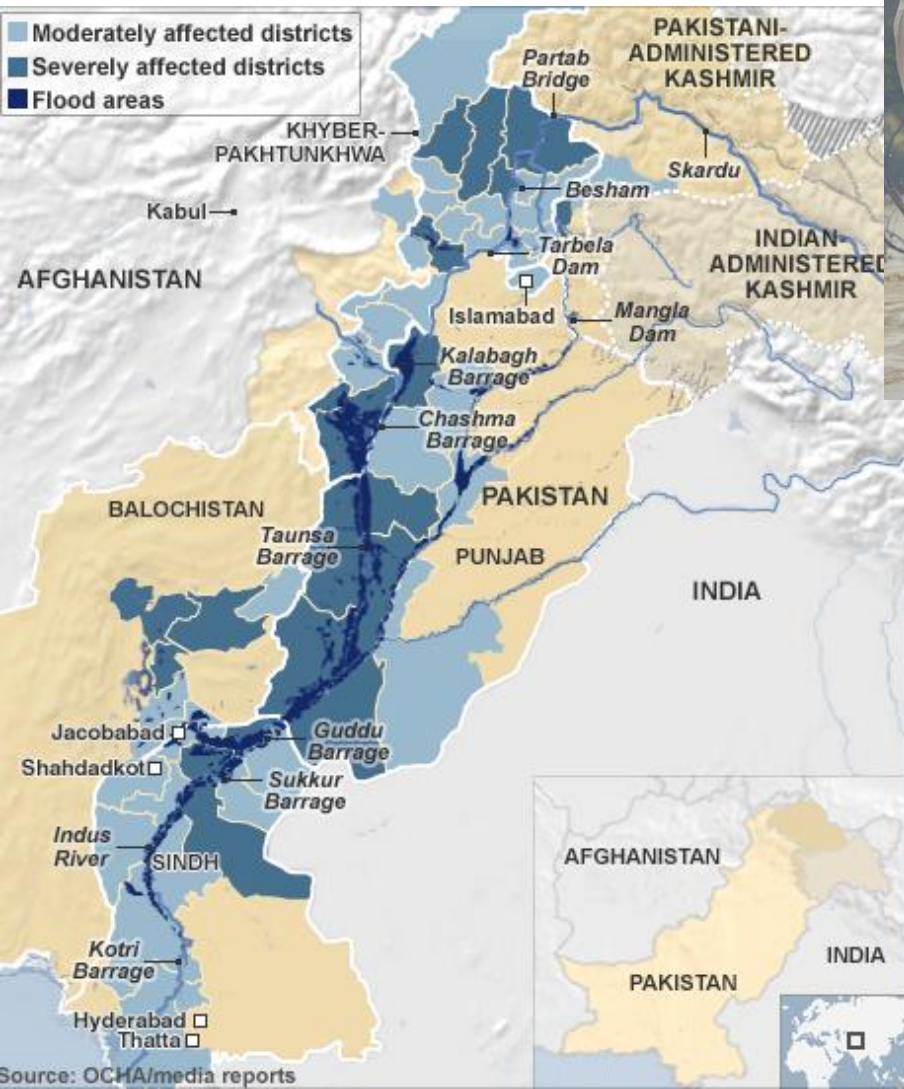 Moderately affected districts
Severely affected districts
Flood areas
PAKISTANI-
ADMINISTERED
KASHMIR
Partab
Bridge
KHYBER-
PAKHTUNKHWA
Skardu
Besham
Kabul
INDIAN
ADMINISTERED
KASHMIR
Tarbela
Dam
AFGHANISTAN
Islamabad
Mangla
Dam
Kalabagh
Barrage
Chashma
Barrage
PAKISTAN
BALOCHISTAN
Taunsa
Barrage
PUNJAB
INDIA
Jacobabad
Guddu
Barrage
Shahdadkot
Sukkur
Barrage
Indus
River
SINDH
Kotri
Barrage
Hyderabad
Thatta
Source: OCHA/media reports
AFGHANISTAN
INDIA
PAKISTAN